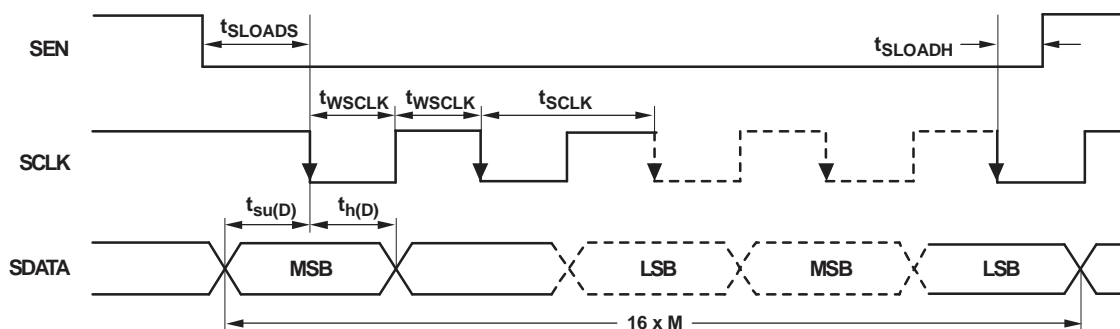 SEN
tSLOADS
tSLOADH
tWSCLK
tWSCLK
tSCLK
SCLK
tsu(D)
th(D)
SDATA
MSB
LSB
MSB
LSB
16 x M